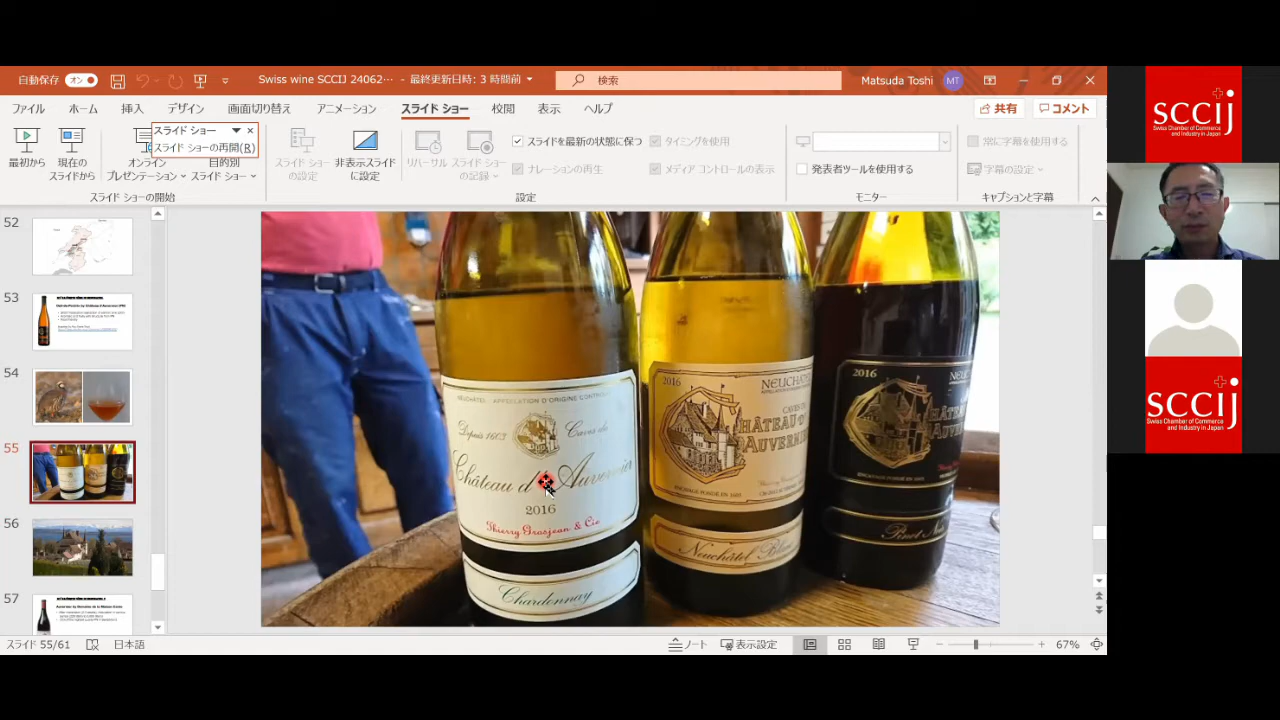 自動保存 オン
Swiss wine SCCIJ 24062… - 最終更新日時: 3 時間前
検索
Matsuda Toshi MT
ファイル ホーム 挿入 デザイン 画面切り替え アニメーション スライド ショー 校閲 表示 ヘルプ
共有 コメント
スライド ショー
スライド ショーの再開(R)
最初から
現在の
スライドから
オンライン
プレゼンテーション
目的別
スライド ショー
スライド ショー
の設定
非表示スライド
に設定
リハーサル
スライド ショー
の記録
スライドを最新の状態に保つ
ナレーションの再生
タイミングを使用
メディア コントロールの表示
発表者ツールを使用する
常に字幕を使用する
字幕の設定
スライド ショーの開始
設定
モニター
キャプションと字幕
52
53
54
55
56
57
NEUCHÂTEL
Depuis 1603 Caves du
Château d'Auvernier
2016
Thierry Grosjean & Cie
Chardonnay
2016 NEUCHÂTE
CAVES DU
HÂTEAU D'
AUVERNIE
Neuchâtel Blanc
2016 NEUC
Pinot Noir
SCCIJ
Swiss Chamber of Commerce
and Industry in Japan
SCCIJ
Swiss Chamber of Commerce
and Industry in Japan
スライド 55/61 日本語
ノート 表示設定
67%